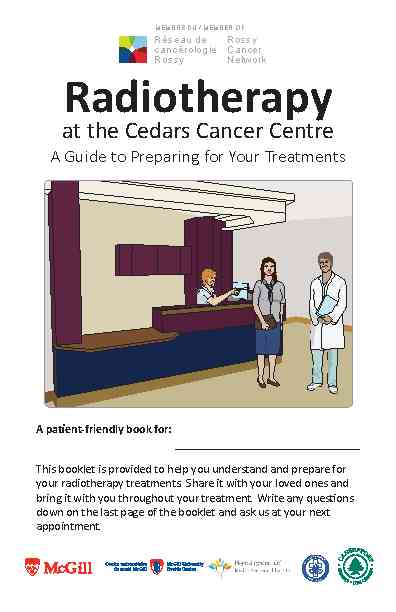 MEMBRE DU / MEMBER OF
Réseau de cancérologie Rossy
Rossy Cancer Network
Radiotherapy
at the Cedars Cancer Centre
A Guide to Preparing for Your Treatments
A patient-friendly book for:
This booklet is provided to help you understand and prepare for
your radiotherapy treatments. Share it with your loved ones and
bring it with you throughout your treatment. Write any questions
down on the last page of the booklet and ask us at your next
appointment.
McGill
Centre universitaire de santé McGill
McGill University Health Centre